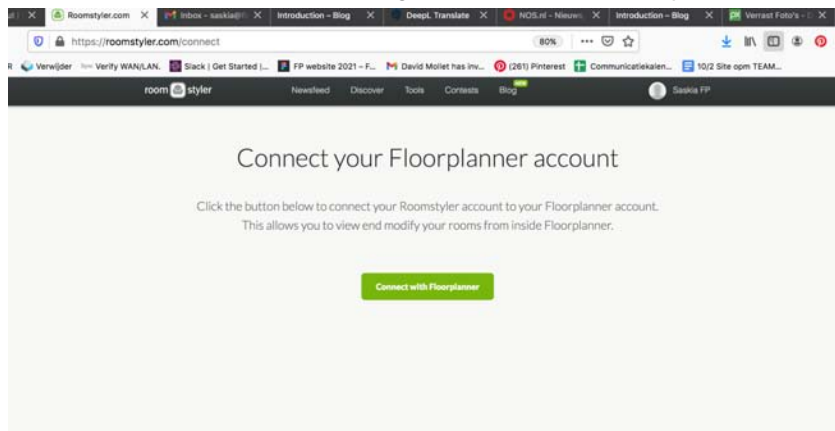 Roomstyler.com
Inbox – saskia@
Introduction – Blog
DeepL Translate
NOS.nl - Nieuws
Introduction – Blog
Verrast Foto's -
https://roomstyler.com/connect
80%
R
Verwijder
Verify WAN/LAN.
Slack | Get Started |...
FP website 2021 – F...
David Mollet has inv...
(261) Pinterest
Communicatiekalen...
10/2 Site opm TEAM...
room styler
Newsfeed
Discover
Tools
Contests
Blog
NEW
Saskia FP
Connect your Floorplanner account
Click the button below to connect your Roomstyler account to your Floorplanner account.
This allows you to view end modify your rooms from inside Floorplanner.
Connect with Floorplanner